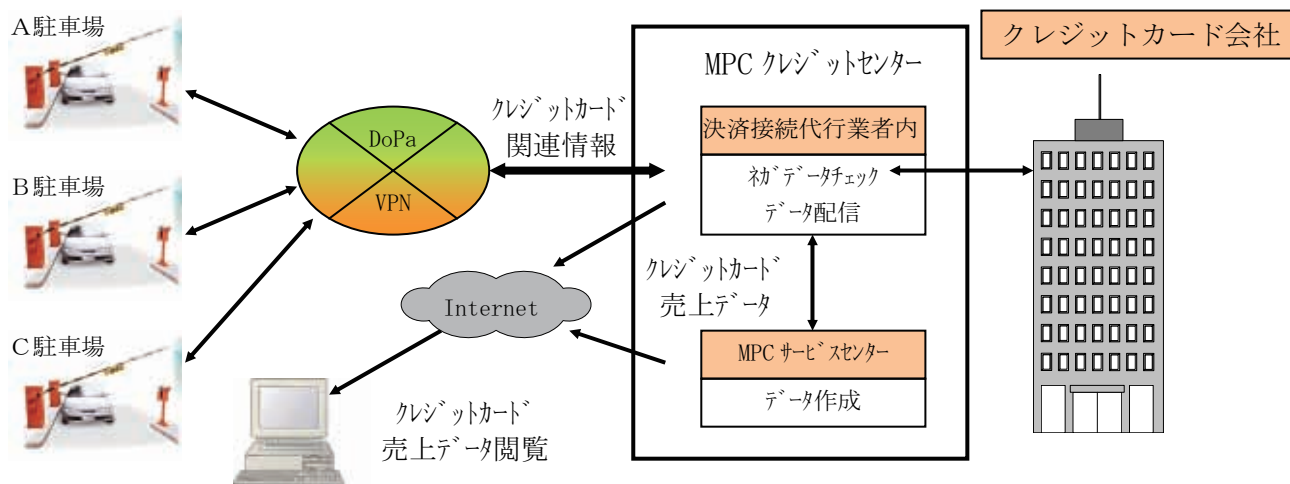 A駐車場
B駐車場
C駐車場
DoPa
VPN
クレジットカード
関連情報
Internet
クレジットカード
売上データ閲覧
MPC クレジットセンター
決済接続代行業者内
ネガデータチェック
データ配信
クレジットカード
売上データ
MPC サービスセンター
データ作成
クレジットカード会社